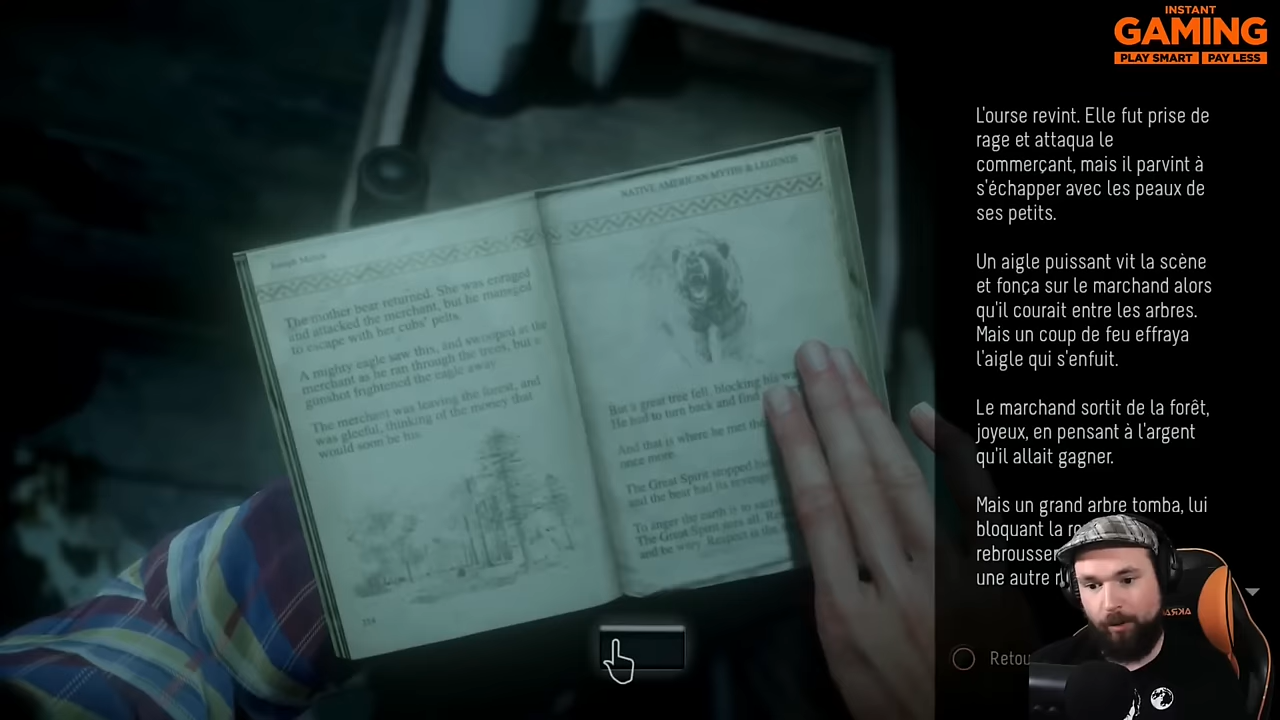 INSTANT
GAMING
PLAY SMART PAY LESS
NATIVE AMERICAN MYTHS & LEGENDS
The mother bear returned. She was enraged
and attacked the merchant, but he managed
to escape with her cubs' pelts.
A mighty eagle saw this, and swooped at the
merchant as he ran through the trees, but a
gunshot frightened the eagle away.
The merchant was leaving the forest, and
was gleeful, thinking of the money that
would soon be his.
But a great tree fell, blocking his
He had to turn back and find
And that is where he met the
once more.
The Great Spirit stopped
and the bear had its revenge
To anger the earth is to
The Great Spirit sees all.
and be wary. Respect is the
L'ourse revint. Elle fut prise de
rage et attaqua le
commerçant, mais il parvint à
s'échapper avec les peaux de
ses petits.
Un aigle puissant vit la scène
et fonça sur le marchand alors
qu'il courait entre les arbres.
Mais un coup de feu effraya
l'aigle qui s'enfuit.
Le marchand sortit de la forêt,
joyeux, en pensant à l'argent
qu'il allait gagner.
Mais un grand arbre tomba, lui
bloquant la
rebrousser
une autre